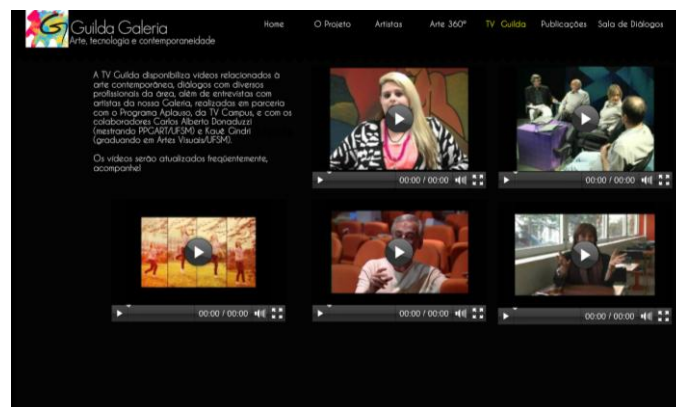 Guilda Galeria
Arte, tecnologia e contemporaneidade
Home O Projeto Artistas Arte 360º TV Guilda Publicações Sala de Diálogos
A TV Guilda disponibiliza vídeos relacionados à
arte contemporânea, diálogos com diversos
profissionais da área, além de entrevistas com
artistas da nossa Galeria, realizadas em parceria
com o Programa Aplauso, da TV Campus, e com os
colaboradores Carlos Alberto Donaduzzi
(mestrando PPGART/UFSM) e Kauê Gindri
(graduando em Artes Visuais/UFSM).
Os vídeos serão atualizados freqüentemente,
acompanhe!
00:00 / 00:00
00:00 / 00:00
00:00 / 00:00
00:00 / 00:00
00:00 / 00:00